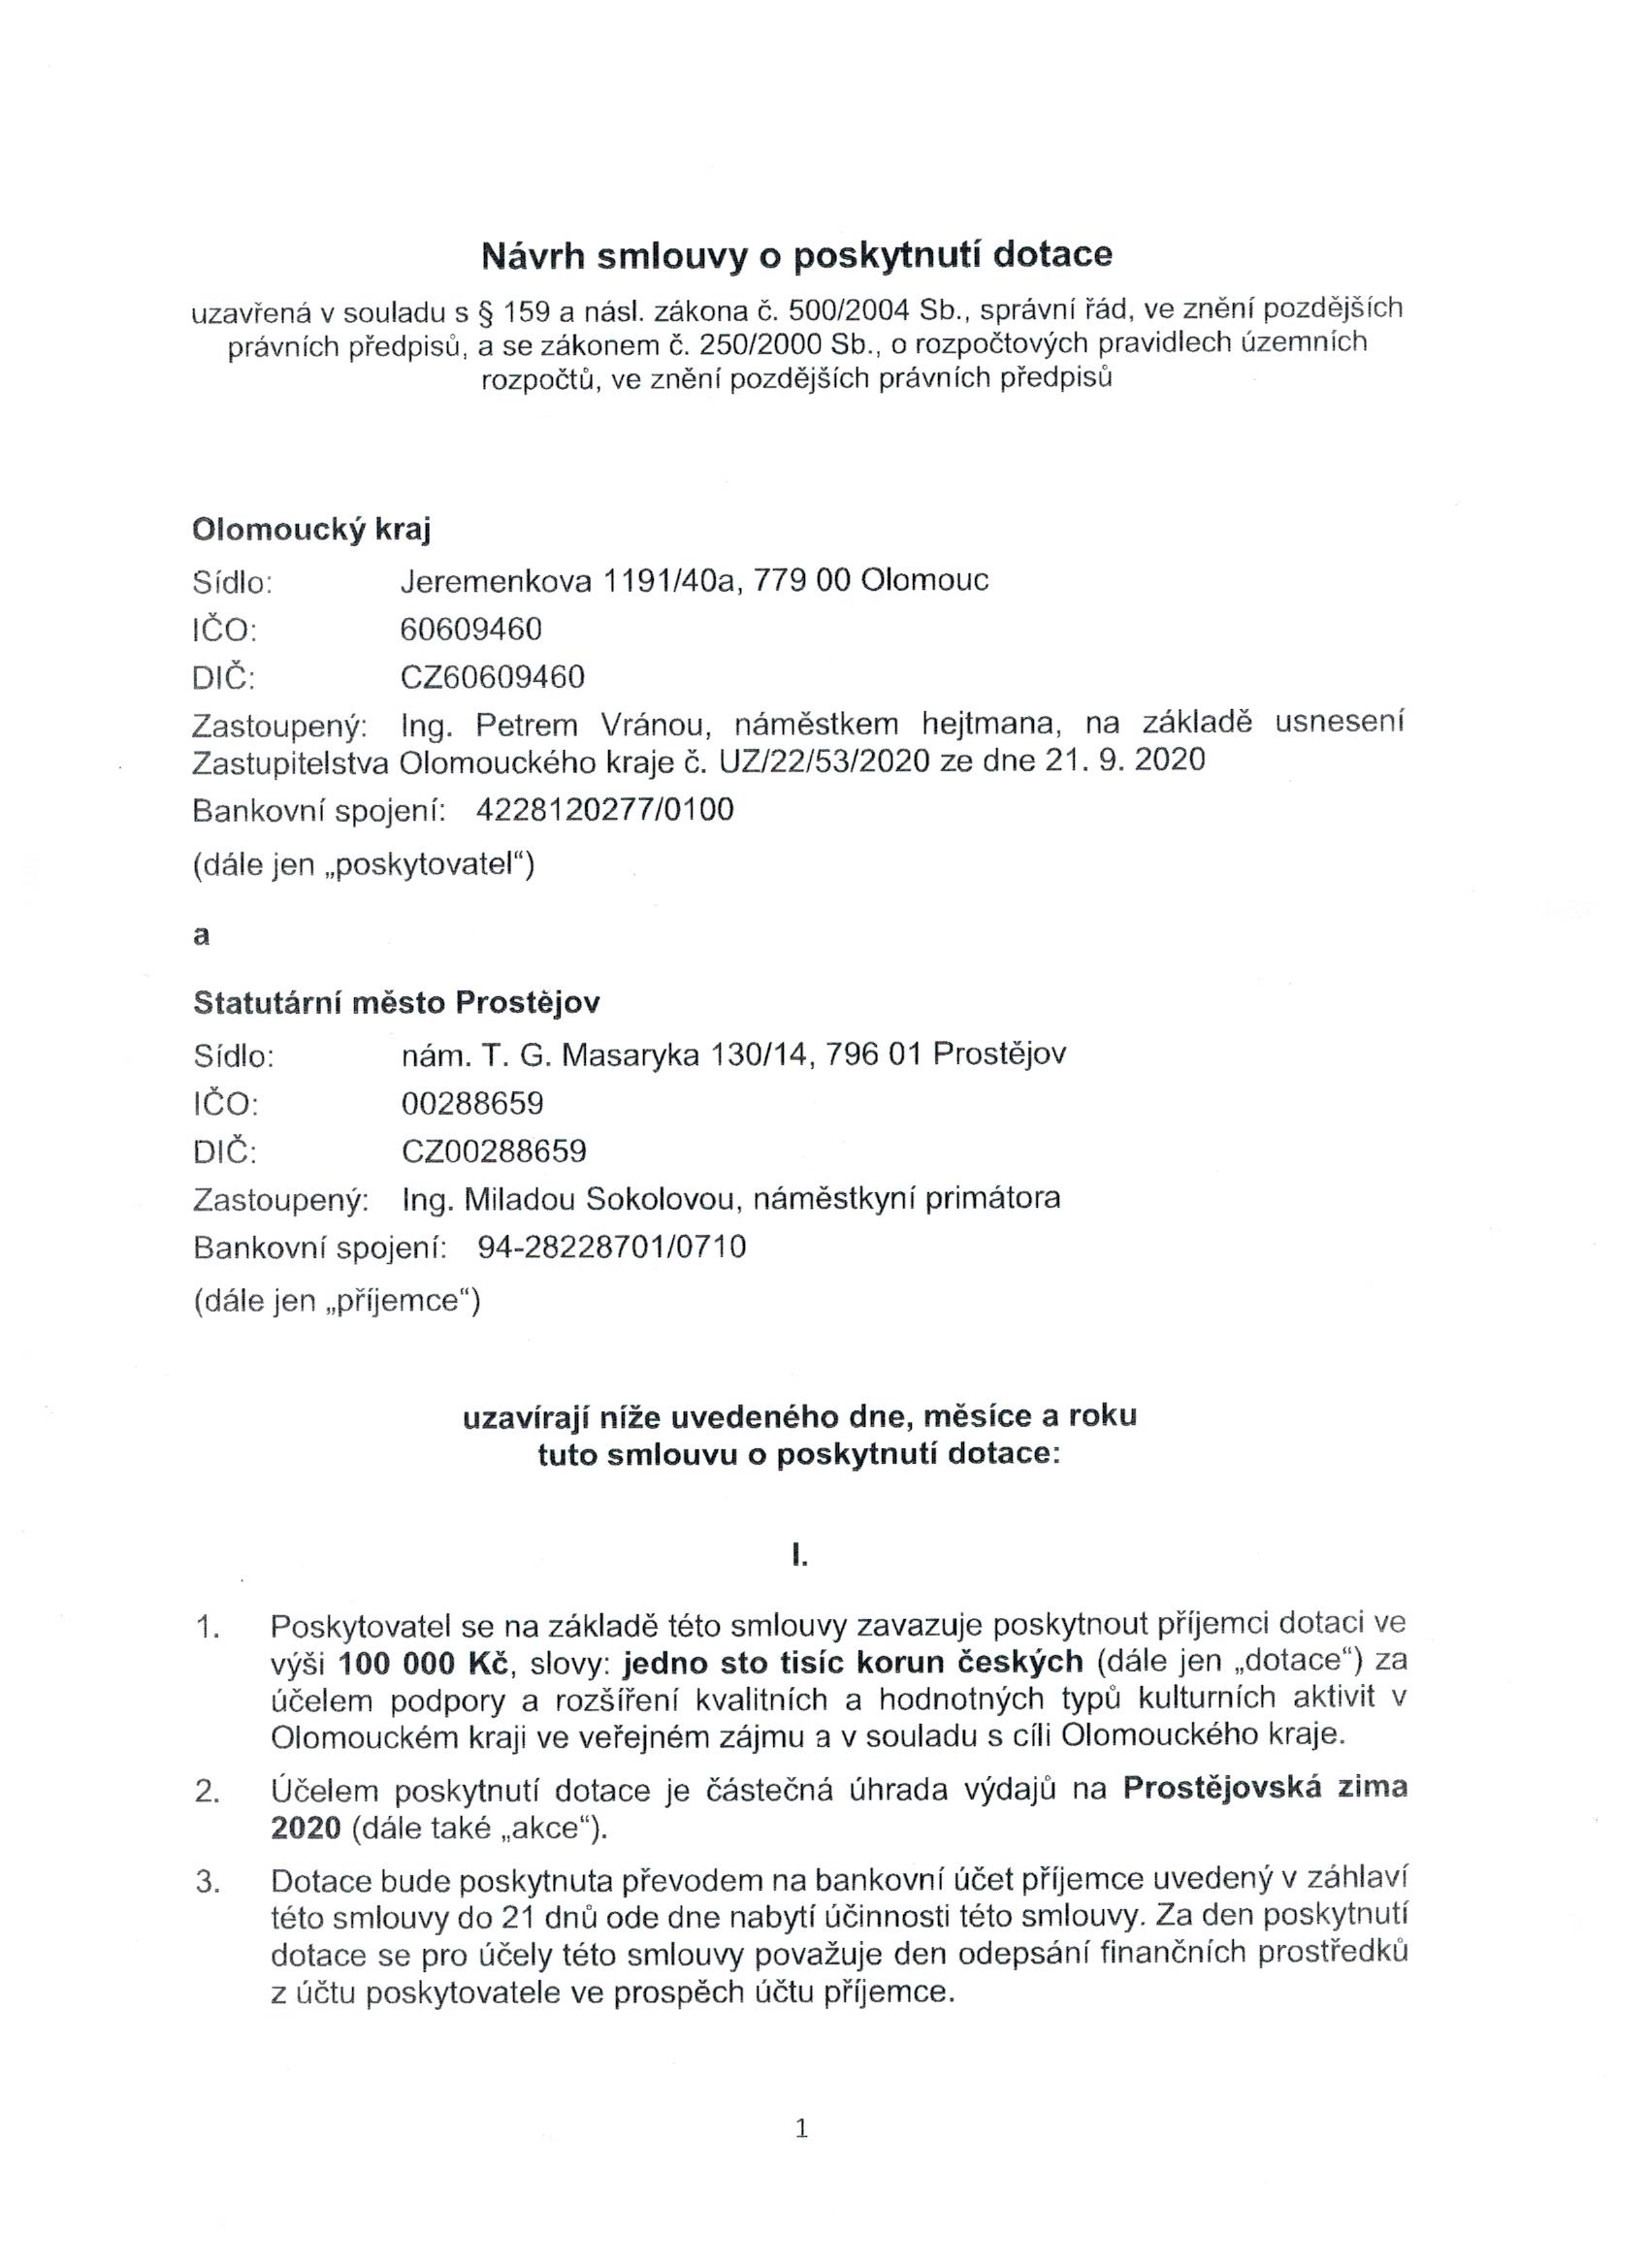 Návrh smlouvy o poskytnutí dotace
uzavřená v souladu s § 159 a násl. zákona č. 500/2004 Sb., správní řád, ve znění pozdějších
právních předpisů, a se zákonem č. 250/2000 Sb., o rozpočtových pravidlech územních
rozpočtů, ve znění pozdějších právních předpisů
Olomoucký kraj
Sídlo: Jeremenkova 1191/40a, 779 00 Olomouc
IČO: 60609460
DIČ: CZ60609460
Zastoupený: Ing. Petrem Vránou, náměstkem hejtmana, na základě usnesení
Zastupitelstva Olomouckého kraje č. UZ/22/53/2020 ze dne 21. 9. 2020
Bankovní spojení: 4228120277/0100
(dále jen „poskytovatel“)
a
Statutární město Prostějov
Sídlo: nám. T. G. Masaryka 130/14, 796 01 Prostějov
IČO: 00288659
DIČ: CZ00288659
Zastoupený: Ing. Miladou Sokolovou, náměstkyní primátora
Bankovní spojení: 94-28228701/0710
(dále jen „příjemce“)
uzavírají níže uvedeného dne, měsíce a roku
tuto smlouvu o poskytnutí dotace:
I.
1. Poskytovatel se na základě této smlouvy zavazuje poskytnout příjemci dotaci ve
výši 100 000 Kč, slovy: jedno sto tisíc korun českých (dále jen „dotace“) za
účelem podpory a rozšíření kvalitních a hodnotných typů kulturních aktivit v
Olomouckém kraji ve veřejném zájmu a v souladu s cíli Olomouckého kraje.
2. Účelem poskytnutí dotace je částečná úhrada výdajů na Prostějovská zima
2020 (dále také „akce“).
3. Dotace bude poskytnuta převodem na bankovní účet příjemce uvedený v záhlaví
této smlouvy do 21 dnů ode dne nabytí účinnosti této smlouvy. Za den poskytnutí
dotace se pro účely této smlouvy považuje den odepsání finančních prostředků
z účtu poskytovatele ve prospěch účtu příjemce.
1